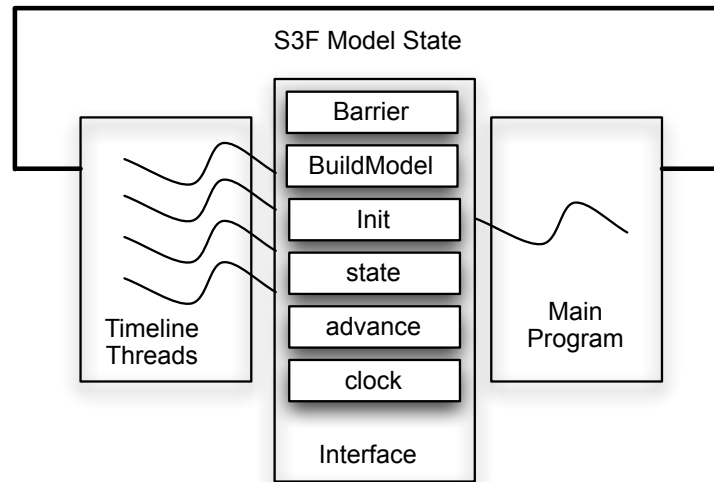 S3F Model State
Barrier
BuildModel
Init
state
advance
clock
Interface
Timeline
Threads
Main
Program